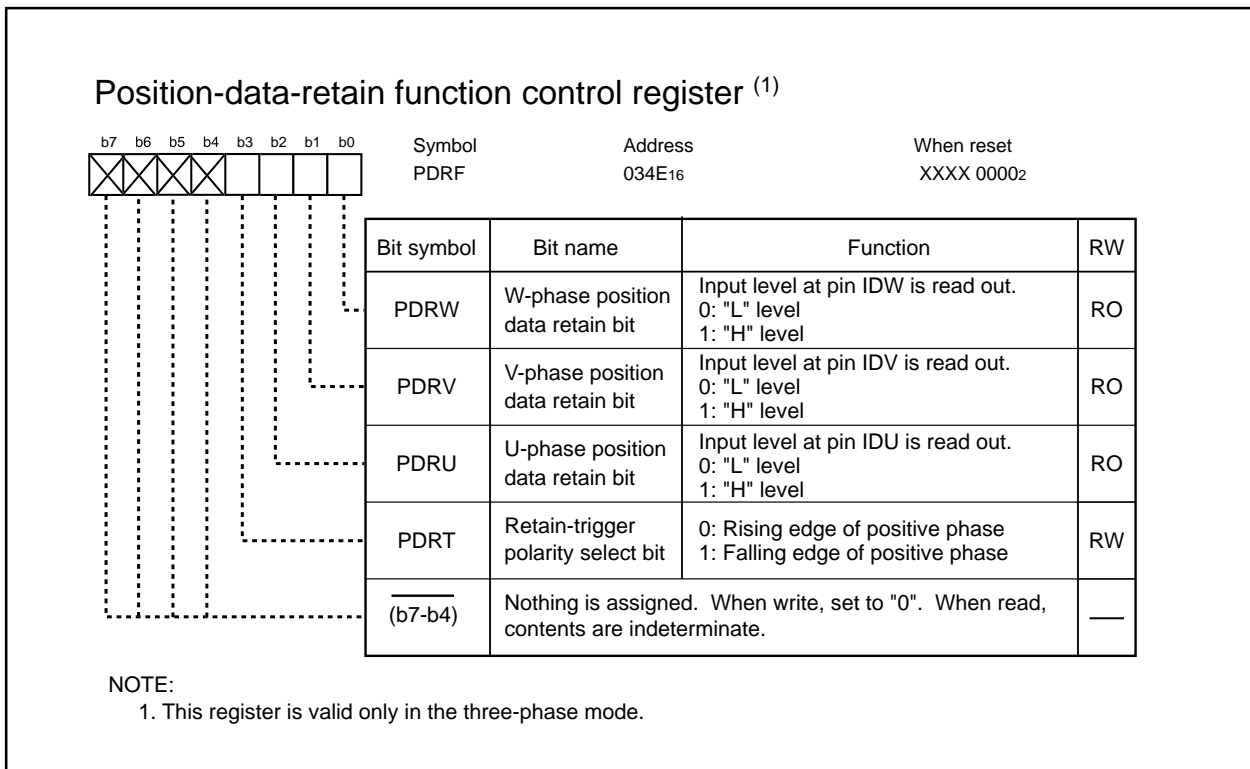 Position-data-retain function control register (1)
b7 b6 b5 b4 b3 b2 b1 b0
Symbol Address When reset
PDRF 034E16 XXXX 00002
Bit symbol Bit name Function RW
PDRW
W-phase position
data retain bit
Input level at pin IDW is read out.
0: "L" level
1: "H" level
RO
PDRV
V-phase position
data retain bit
Input level at pin IDV is read out.
0: "L" level
1: "H" level
RO
PDRU
U-phase position
data retain bit
Input level at pin IDU is read out.
0: "L" level
1: "H" level
RO
PDRT
Retain-trigger
polarity select bit
0: Rising edge of positive phase
1: Falling edge of positive phase
RW
(b7-b4)
Nothing is assigned. When write, set to "0". When read,
contents are indeterminate.
—
NOTE:
1. This register is valid only in the three-phase mode.